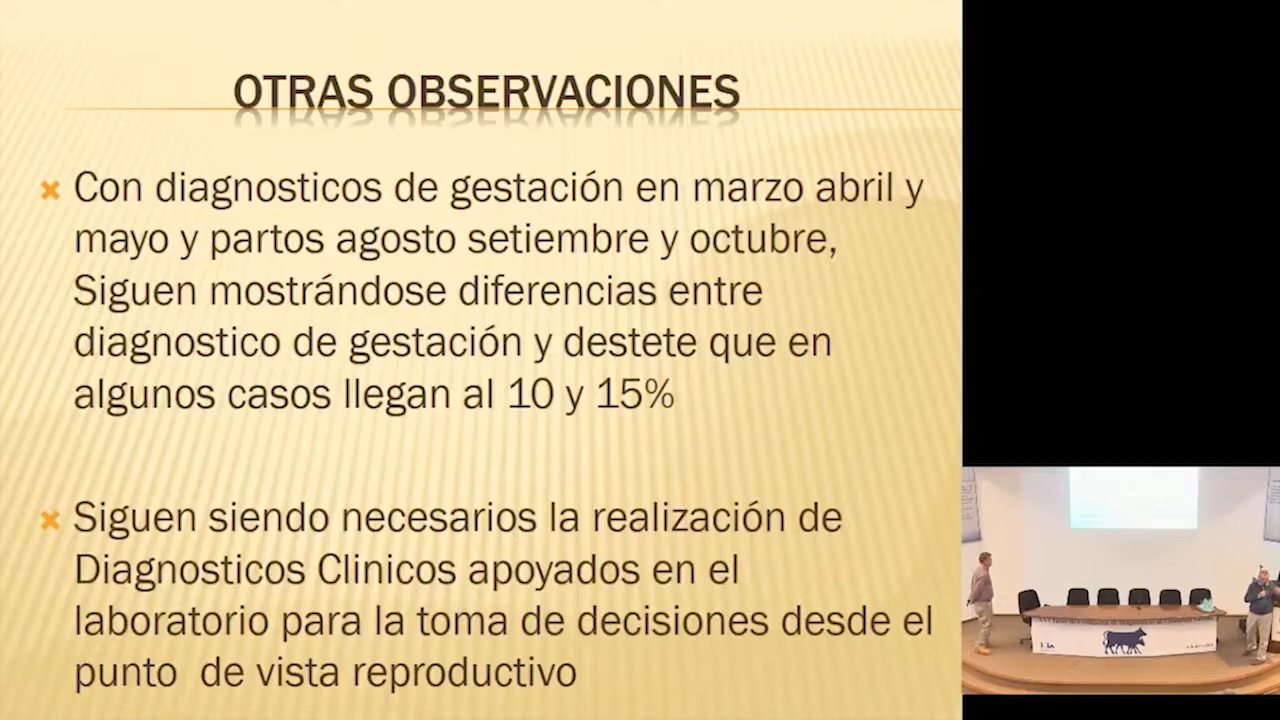 OTRAS OBSERVACIONES
Con diagnosticos de gestación en marzo abril y
mayo y partos agosto setiembre y octubre,
Siguen mostrándose diferencias entre
diagnostico de gestación y destete que en
algunos casos llegan al 10 y 15%
Siguen siendo necesarios la realización de
Diagnosticos Clinicos apoyados en el
laboratorio para la toma de decisiones desde el
punto  de vista reproductivo